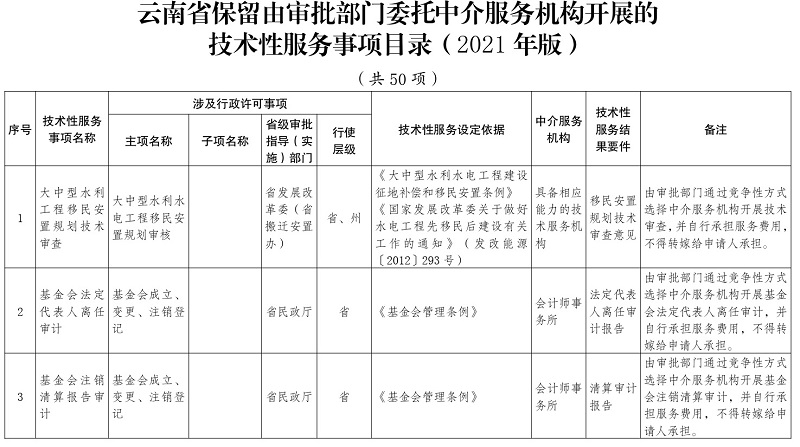 云南省保留由审批部门委托中介服务机构开展的
技术性服务事项目录（2021 年版）
（共 50 项）
序号
技术性服务
事项名称
涉及行政许可事项
主项名称
子项名称
省级审批
指导（实
施）部门
行使
层级
技术性服务设定依据
中介服务
机构
技术性
服务结
果要件
备注
1
大中型水利
工程移民安
置规划技术
审查
大中型水利水
电工程移民安
置规划审核
省发展改
革委（省
搬迁安置
办）
省、州
《大中型水利水电工程建设
征地补偿和移民安置条例》
《国家发展改革委关于做好
水电工程先移民后建设有关
工作的通知》（发改能源
〔2012〕293 号）
具备相应
能力的技
术服务机
构
移民安置
规划技术
审查意见
由审批部门通过竞争性方式
选择中介服务机构开展技术
审查，并自行承担服务费用，
不得转嫁给申请人承担。
2
基金会法定
代表人离任
审计
基金会成立、
变更、注销登
记
省民政厅
省
《基金会管理条例》
会计师事
务所
法定代表
人离任审
计报告
由审批部门通过竞争性方式
选择中介服务机构开展基金
会法定代表人离任审计，并
自行承担服务费用，不得转
嫁给申请人承担。
3
基金会注销
清算报告审
计
基金会成立、
变更、注销登
记
省民政厅
省
《基金会管理条例》
会计师事
务所
清算审计
报告
由审批部门通过竞争性方式
选择中介服务机构开展基金
会注销清算审计，并自行承
担服务费用，不得转嫁给申
请人承担。